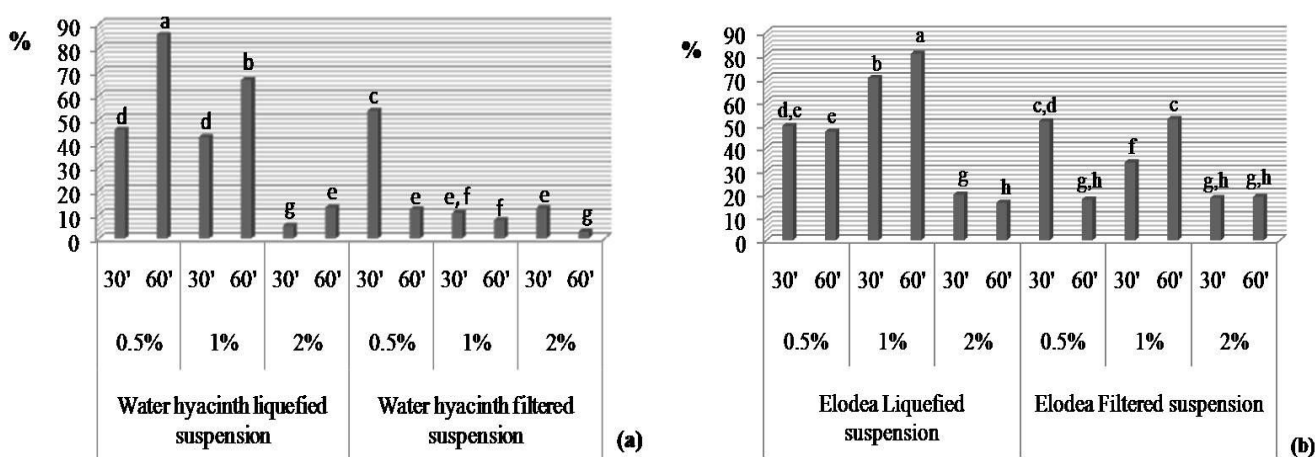 %
90
80
70
60
50
40
30
20
10
0
d a d b g e c e e,f f e g
30' 60' 30' 60' 30' 60' 30' 60' 30' 60' 30' 60'
0.5% 1% 2% 0.5% 1% 2%
Water hyacinth liquefied suspension
Water hyacinth filtered suspension
(a)
%
90
80
70
60
50
40
30
20
10
0
d,e e b a g h c,d g,h f c g,h g,h
30' 60' 30' 60' 30' 60' 30' 60' 30' 60' 30' 60'
0.5% 1% 2% 0.5% 1% 2%
Elodea Liquefied
suspension
Elodea Filtered suspension
(b)